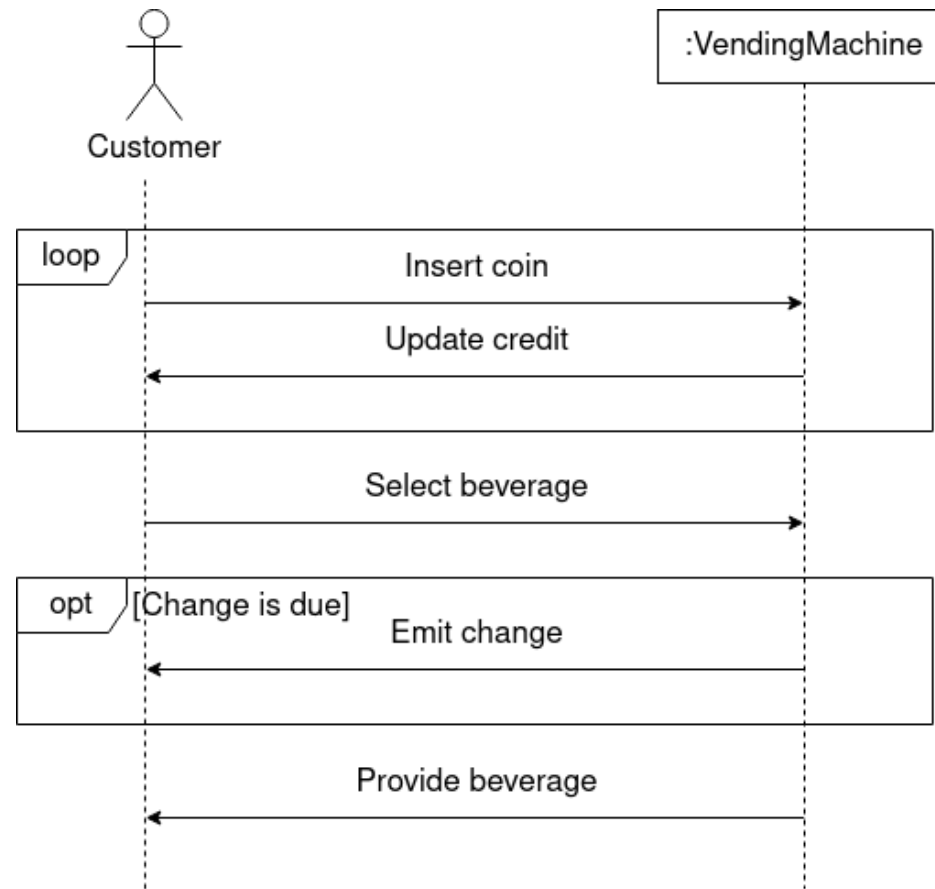 :VendingMachine
Customer
loop
Insert coin
Update credit
Select beverage
opt
[Change is due]
Emit change
Provide beverage